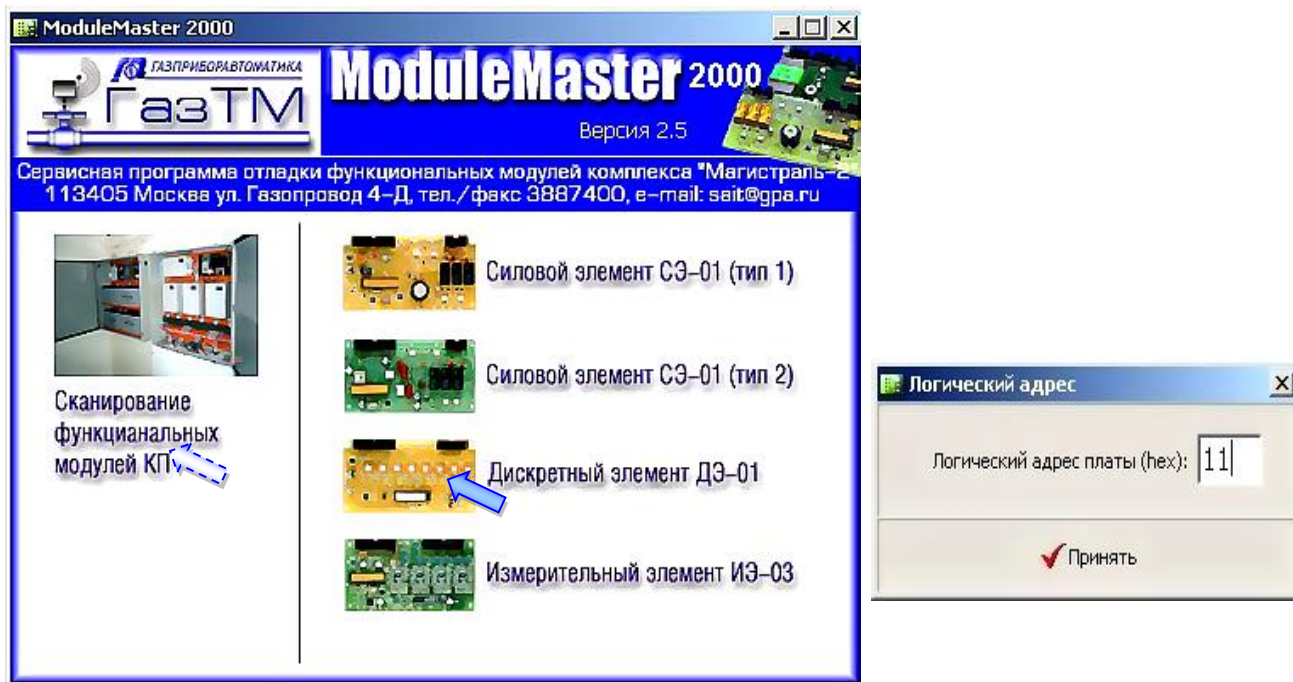 ModuleMaster 2000
ГАЗПРИБОРАВТОМАТИКА
ГазТМ
ModuleMaster 2000
Версия 2.5
Сервисная программа отладки функциональных модулей комплекса "Магистраль-2"
113405 Москва ул. Газопровод 4-Д, тел./факс 3887400, e-mail: sait@gpa.ru
Сканирование
функцианальных
модулей КП
Силовой элемент СЭ-01 (тип 1)
Силовой элемент СЭ-01 (тип 2)
Дискретный элемент ДЭ-01
Измерительный элемент ИЭ-03
Логический адрес
Логический адрес платы (hex): 11
Принять